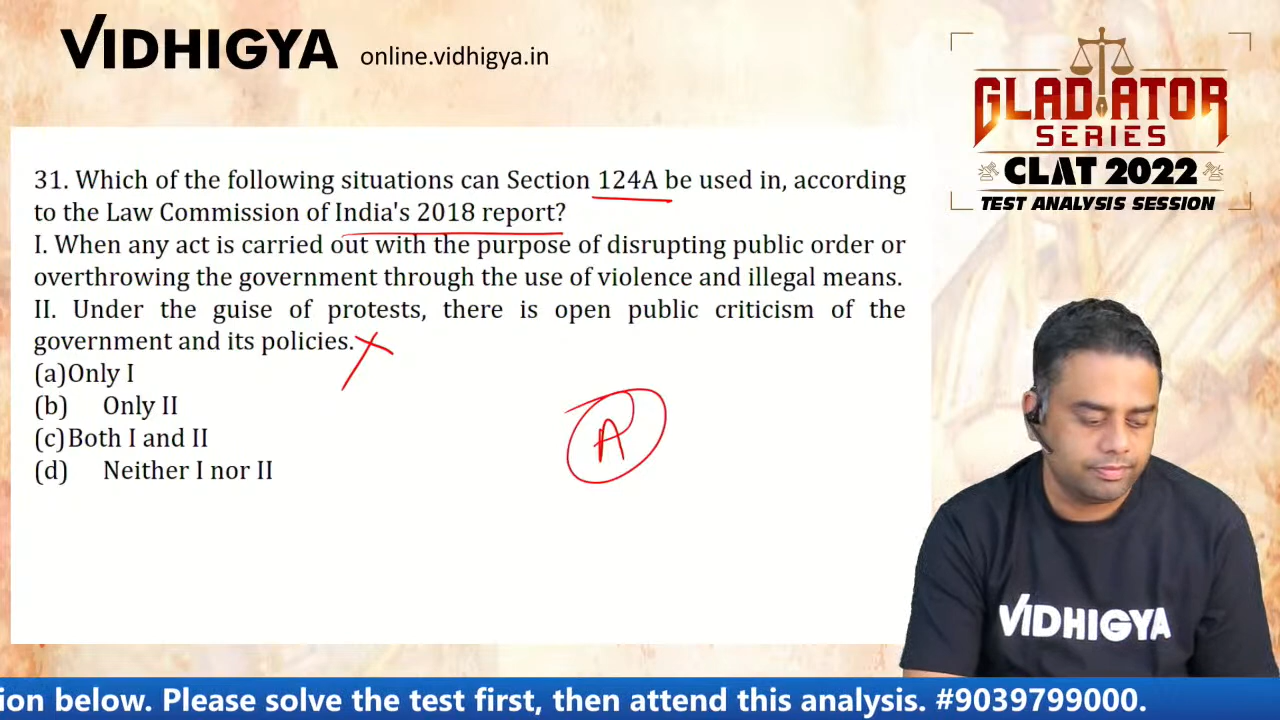 VIDHIGYA online.vidhigya.in
GLADIATOR
SERIES
CLAT 2022
TEST ANALYSIS SESSION
31. Which of the following situations can Section 124A be used in, according
to the Law Commission of India's 2018 report?
I. When any act is carried out with the purpose of disrupting public order or
overthrowing the government through the use of violence and illegal means.
II. Under the guise of protests, there is open public criticism of the
government and its policies.
(a)Only I
(b) Only II
(c)Both I and II
(d) Neither I nor II
A
VIDHIGYA
ion below. Please solve the test first, then attend this analysis. #9039799000.